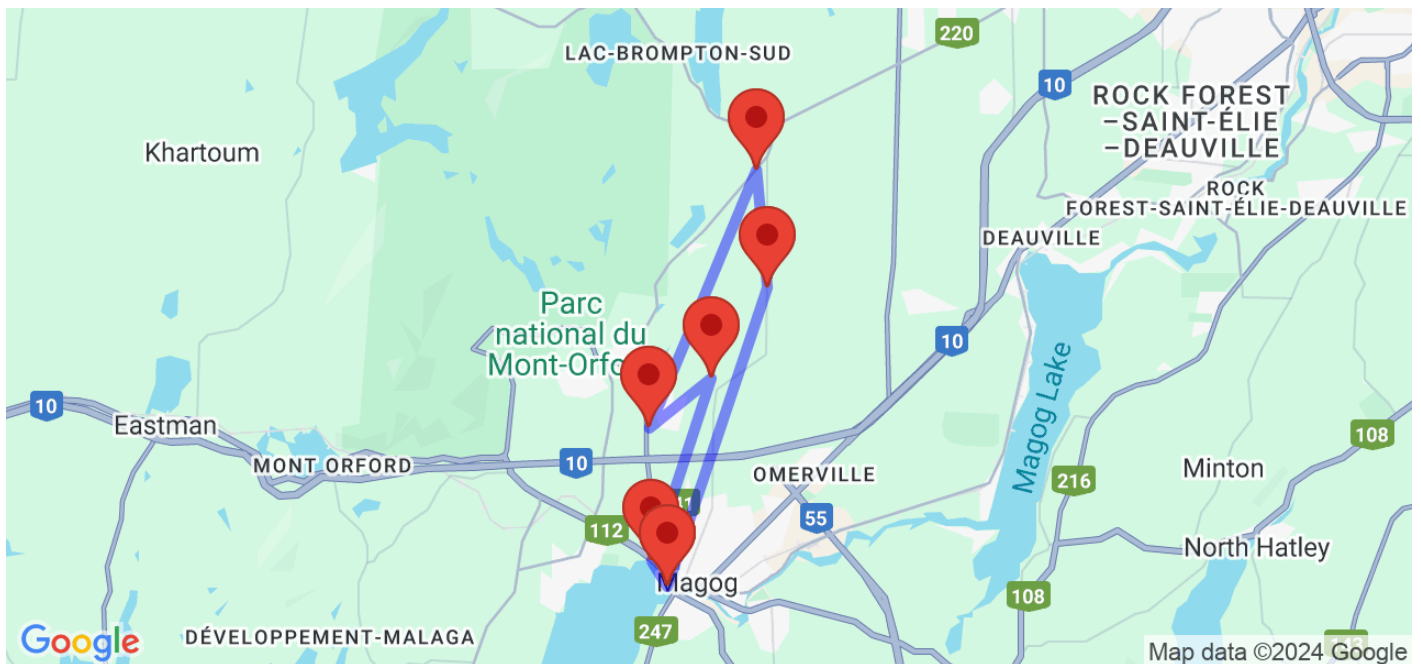 220
LAC-BROMPTON-SUD
10
ROCK FOREST
–SAINT-ÉLIE
–DEAUVILLE
Khartoum
ROCK
FOREST-SAINT-ÉLIE-DEAUVILLE
DEAUVILLE
Parc
national du
Mont-Orfo
10
Magog Lake
10
Eastman
108
MONT ORFORD
10
OMERVILLE
Minton
216
41
112
55
North Hatley
Magog
108
247
DÉVELOPPEMENT-MALAGA
Google
Map data ©2024 Google